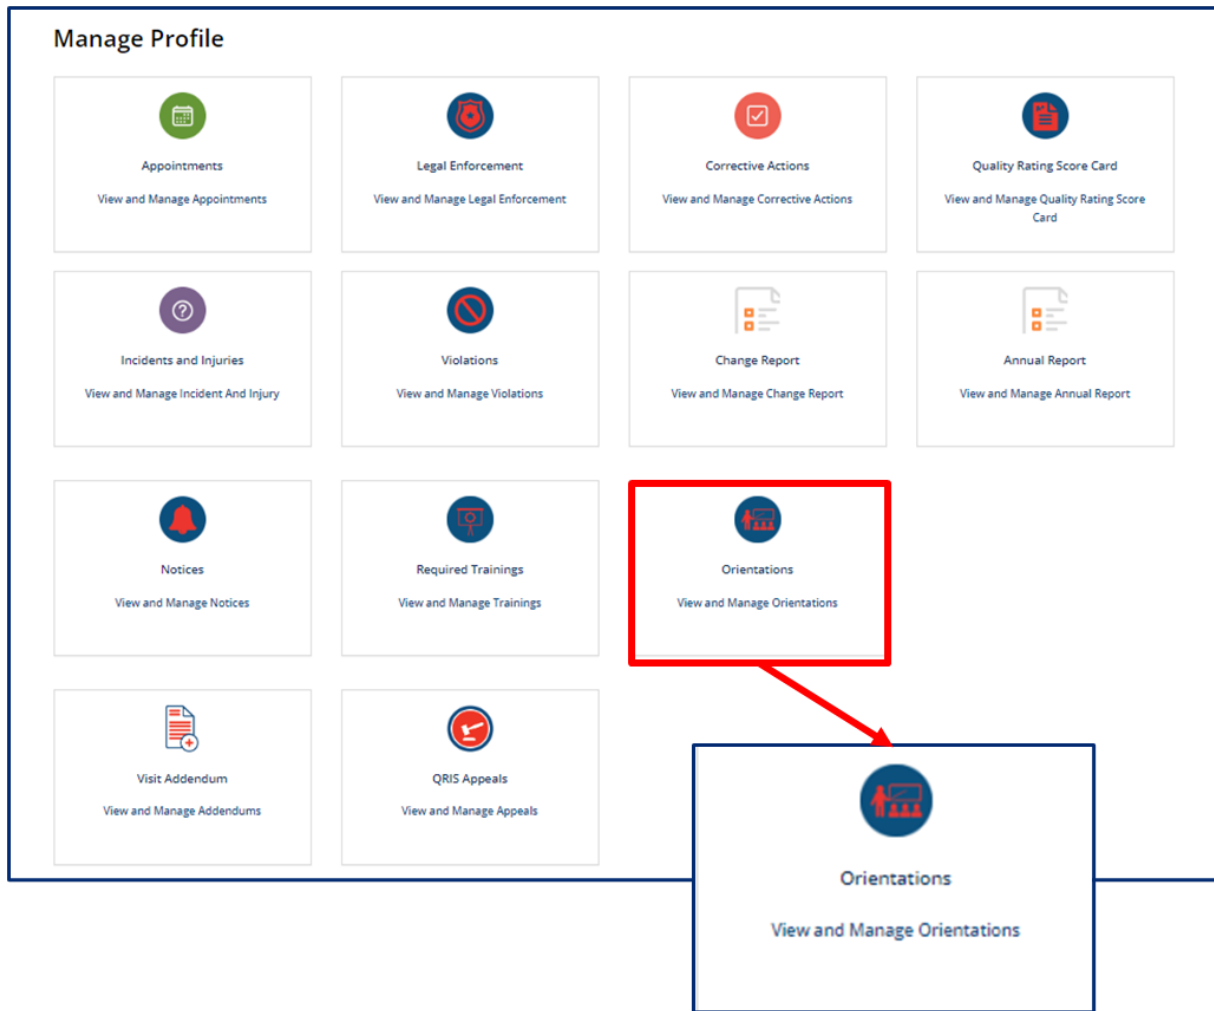 Manage Profile
Appointments
View and Manage Appointments
Legal Enforcement
View and Manage Legal Enforcement
Corrective Actions
View and Manage Corrective Actions
Quality Rating Score Card
View and Manage Quality Rating Score
Card
Incidents and Injuries
View and Manage Incident And Injury
Violations
View and Manage Violations
Change Report
View and Manage Change Report
Annual Report
View and Manage Annual Report
Notices
View and Manage Notices
Required Trainings
View and Manage Trainings
Orientations
View and Manage Orientations
Visit Addendum
View and Manage Addendums
QRIS Appeals
View and Manage Appeals
Orientations
View and Manage Orientations